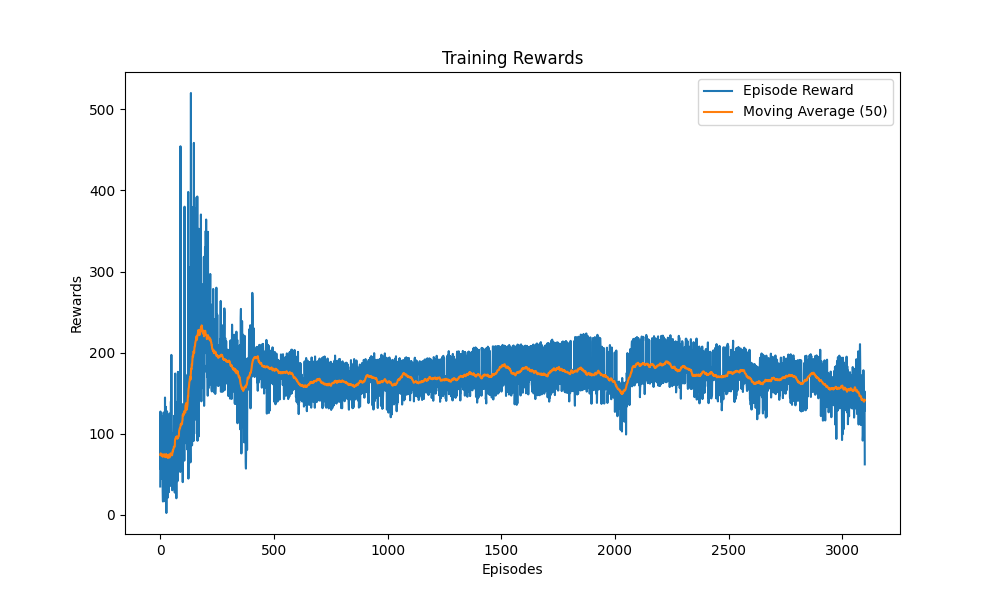 Training Rewards
Episode Reward
Moving Average (50)
500
400
300
200
100
0
Rewards
0 500 1000 1500 2000 2500 3000
Episodes